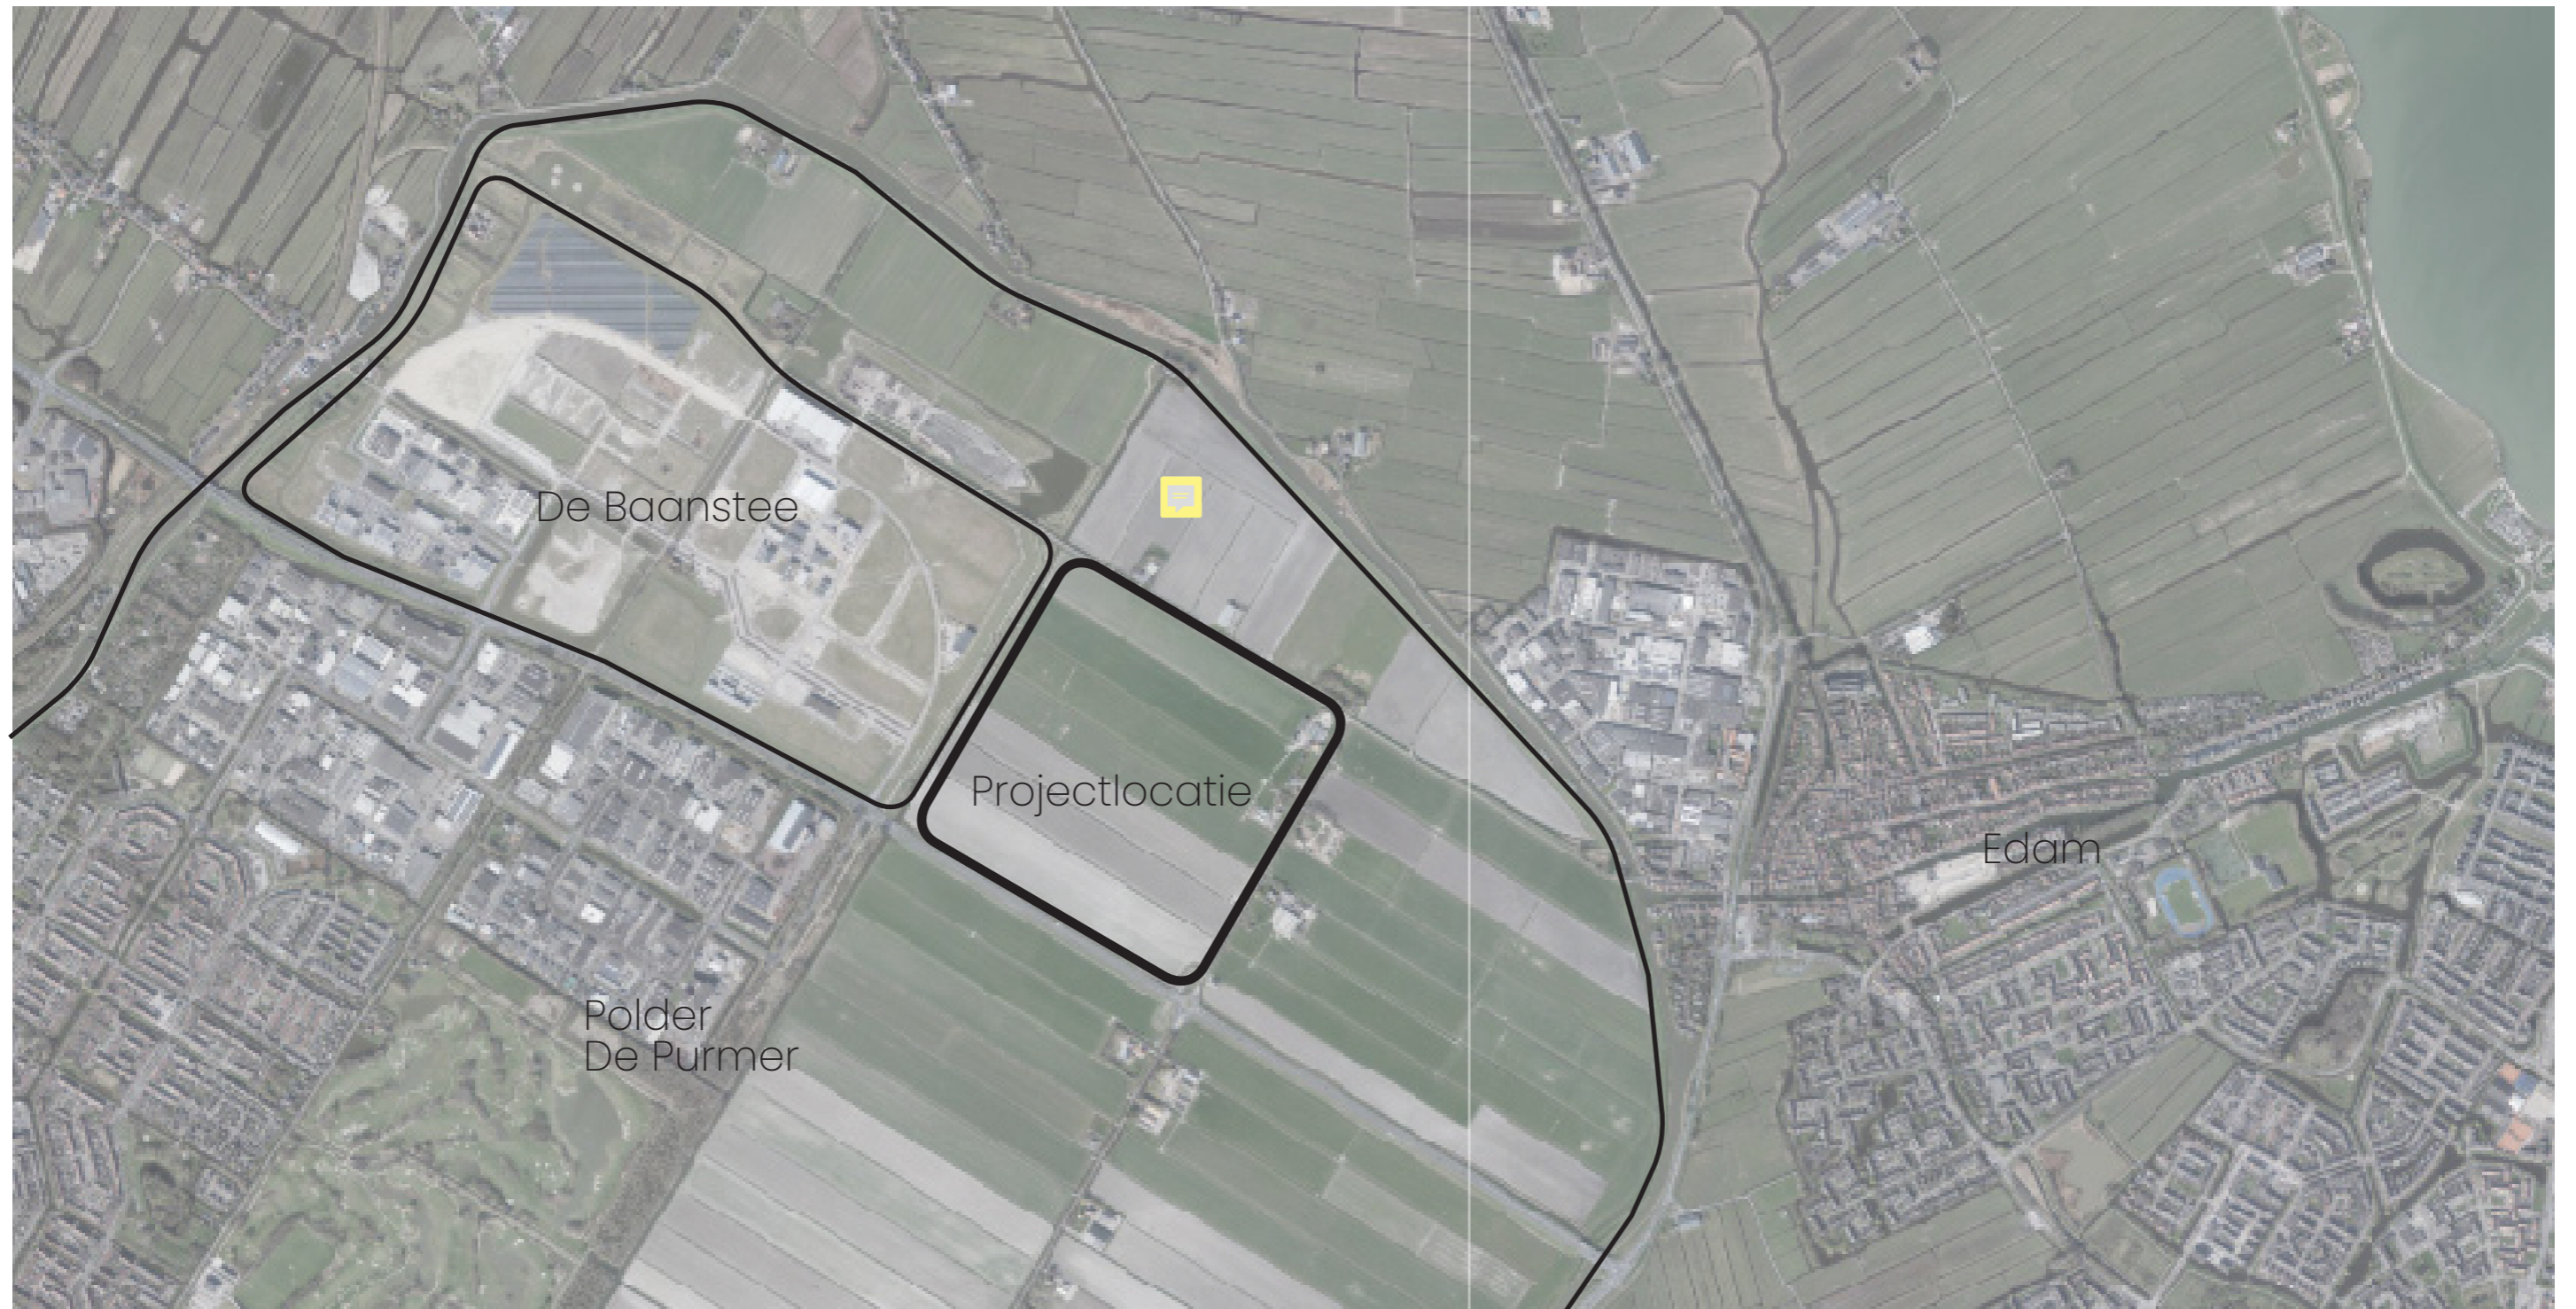 De Baanstee
Projectlocatie
Edam
Polder
De Purmer